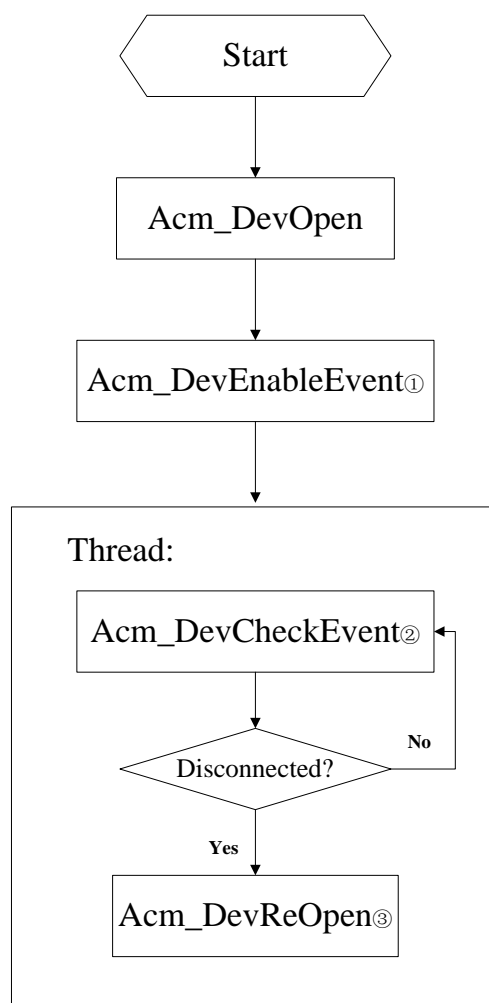 Start
Acm_DevOpen
Acm_DevEnableEvent①
Thread:
Acm_DevCheckEvent②
No
Disconnected?
Yes
Acm_DevReOpen③